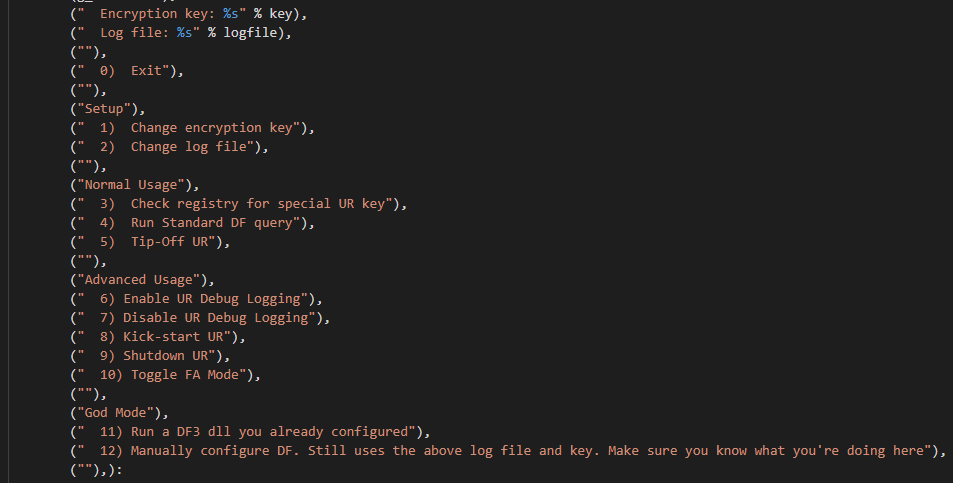 ("  Encryption key: %s" % key),
("  Log file: %s" % logfile),
(""),
("  0)  Exit"),
(""),
("Setup"),
("  1)  Change encryption key"),
("  2)  Change log file"),
(""),
("Normal Usage"),
("  3)  Check registry for special UR key"),
("  4)  Run Standard DF query"),
("  5)  Tip-Off UR"),
(""),
("Advanced Usage"),
("  6) Enable UR Debug Logging"),
("  7) Disable UR Debug Logging"),
("  8) Kick-start UR"),
("  9) Shutdown UR"),
("  10) Toggle FA Mode"),
(""),
("God Mode"),
("  11) Run a DF3 dll you already configured"),
("  12) Manually configure DF. Still uses the above log file and key. Make sure you know what you're doing here"),
(""),):